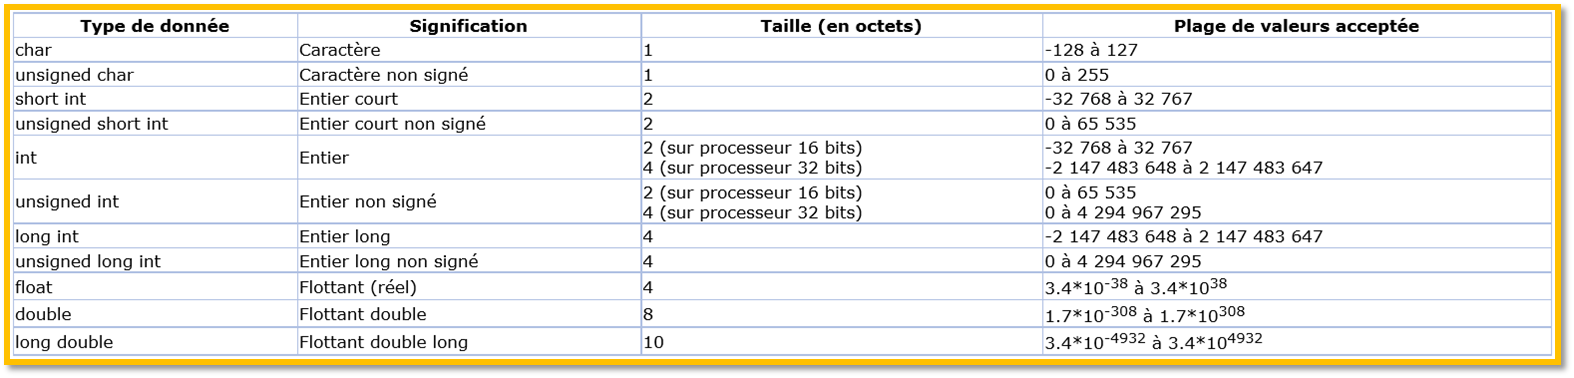 Type de donnée Signification Taille (en octets) Plage de valeurs acceptée
char Caractère 1 -128 à 127
unsigned char Caractère non signé 1 0 à 255
short int Entier court 2 -32 768 à 32 767
unsigned short int Entier court non signé 2 0 à 65 535
int Entier 2 (sur processeur 16 bits) -32 768 à 32 767
4 (sur processeur 32 bits) -2 147 483 648 à 2 147 483 647
unsigned int Entier non signé 2 (sur processeur 16 bits) 0 à 65 535
4 (sur processeur 32 bits) 0 à 4 294 967 295
long int Entier long 4 -2 147 483 648 à 2 147 483 647
unsigned long int Entier long non signé 4 0 à 4 294 967 295
float Flottant (réel) 4 3.4*10⁻³⁸ à 3.4*10³⁸
double Flottant double 8 1.7*10⁻³⁰⁸ à 1.7*10³⁰⁸
long double Flottant double long 10 3.4*10⁻⁴⁹³² à 3.4*10⁴⁹³²